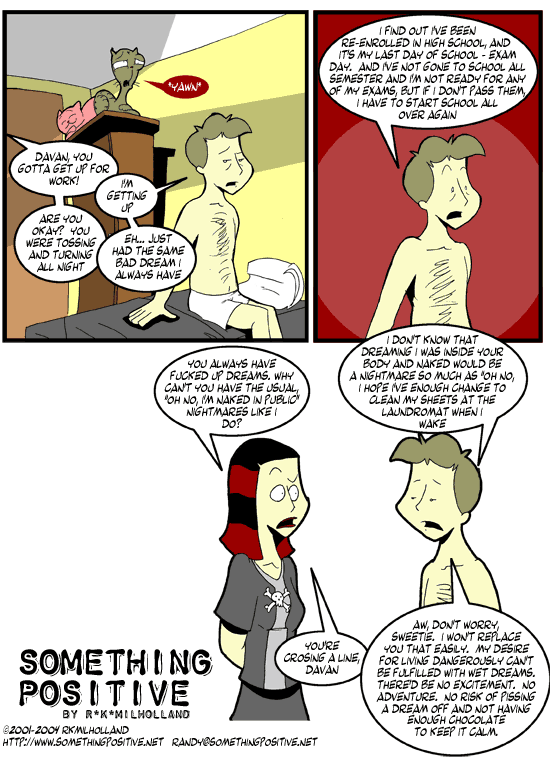 *YAWN*
DAVAN, YOU
GOTTA GET UP FOR
WORK!
I'M
GETTING
UP
ARE YOU
OKAY? YOU
WERE TOSSING
AND TURNING
ALL NIGHT
EH... JUST
HAD THE SAME
BAD DREAM I
ALWAYS HAVE
I FIND OUT I'VE BEEN
RE-ENROLLED IN HIGH SCHOOL, AND
IT'S MY LAST DAY OF SCHOOL - EXAM
DAY. AND I'VE NOT GONE TO SCHOOL ALL
SEMESTER AND I'M NOT READY FOR ANY
OF MY EXAMS, BUT IF I DON'T PASS THEM,
I HAVE TO START SCHOOL ALL
OVER AGAIN
YOU ALWAYS HAVE
FUCKED UP DREAMS. WHY
CAN'T YOU HAVE THE USUAL,
"OH NO, I'M NAKED IN PUBLIC"
NIGHTMARES LIKE I
DO?
I DON'T KNOW THAT
DREAMING I WAS INSIDE YOUR
BODY AND NAKED WOULD BE
A NIGHTMARE SO MUCH AS "OH NO,
I HOPE I'VE ENOUGH CHANGE TO
CLEAN MY SHEETS AT THE
LAUNDROMAT WHEN I
WAKE
YOU'RE
CROSING A LINE,
DAVAN
AW, DON'T WORRY,
SWEETIE. I WON'T REPLACE
YOU THAT EASILY. MY DESIRE
FOR LIVING DANGEROUSLY CAN'T
BE FULFILLED WITH WET DREAMS.
THERE'D BE NO EXCITEMENT. NO
ADVENTURE. NO RISK OF PISSING
A DREAM OFF AND NOT HAVING
ENOUGH CHOCOLATE
TO KEEP IT CALM.
SOMETHING
POSITIVE
BY R*K*MILHOLLAND
©2001-2004 RKMILHOLLAND
HTTP://WWW.SOMETHINGPOSITIVE.NET RANDY@SOMETHINGPOSITIVE.NET